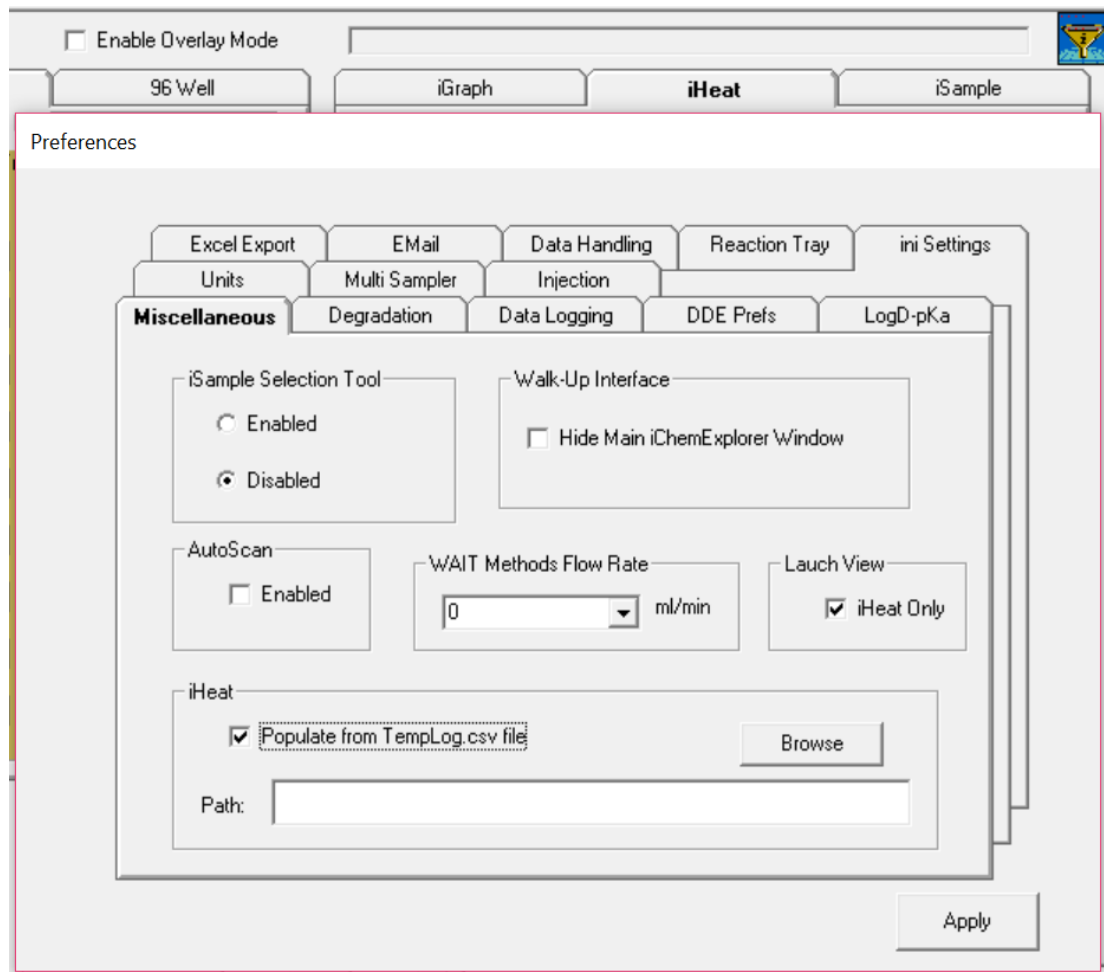 Enable Overlay Mode
96 Well iGraph iHeat iSample
Preferences
Excel Export EMail Data Handling Reaction Tray ini Settings
Units Multi Sampler Injection
Miscellaneous Degradation Data Logging DDE Prefs LogD-pKa
iSample Selection Tool Walk-Up Interface
Enabled
Hide Main iChemExplorer Window
Disabled
AutoScan WAIT Methods Flow Rate Lauch View
Enabled
0 ml/min iHeat Only
iHeat
Populate from TempLog.csv file
Browse
Path:
Apply